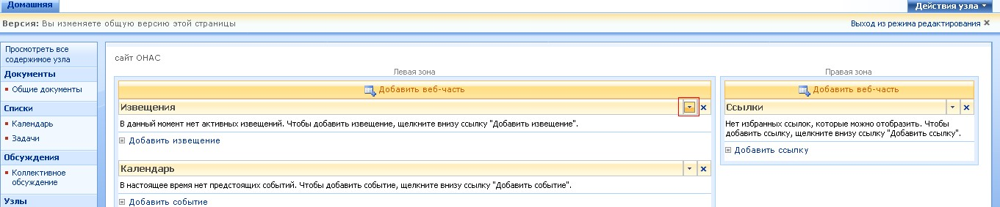 Домашняя
Действия узла
Версия: Вы изменяете общую версию этой страницы
Выход из режима редактирования
Просмотреть все
содержимое узла
Документы
Общие документы
Списки
Календарь
Задачи
Обсуждения
Коллективное
обсуждение
Узлы
сайт ОНАС
Левая зона
Добавить веб-часть
Извещения
В данный момент нет активных извещений. Чтобы добавить извещение, щелкните внизу ссылку "Добавить извещение".
Добавить извещение
Календарь
В настоящее время нет предстоящих событий. Чтобы добавить событие, щелкните внизу ссылку "Добавить событие".
Добавить событие
Правая зона
Добавить веб-часть
Ссылки
Нет избранных ссылок, которые можно отобразить. Чтобы
добавить ссылку, щелкните внизу ссылку "Добавить ссылку".
Добавить ссылку